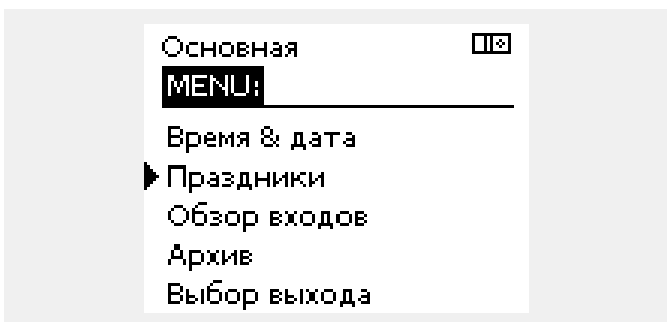 Основная
MENU:
Время & дата
Праздники
Обзор входов
Архив
Выбор выхода